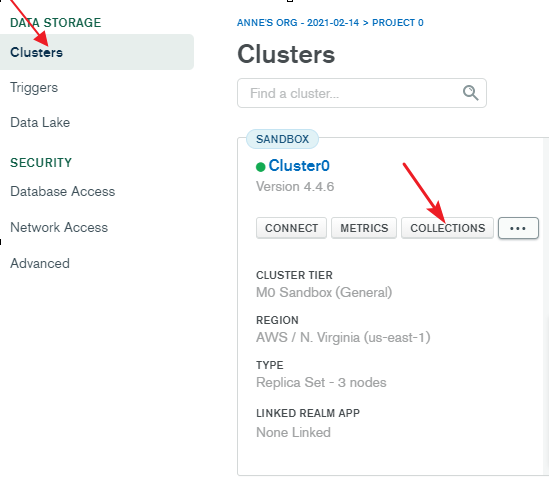 DATA STORAGE
Clusters
Triggers
Data Lake
SECURITY
Database Access
Network Access
Advanced
ANNE'S ORG - 2021-02-14 > PROJECT 0
Clusters
Find a cluster...
SANDBOX
Cluster0
Version 4.4.6
CONNECT METRICS COLLECTIONS ...
CLUSTER TIER
M0 Sandbox (General)
REGION
AWS / N. Virginia (us-east-1)
TYPE
Replica Set - 3 nodes
LINKED REALM APP
None Linked